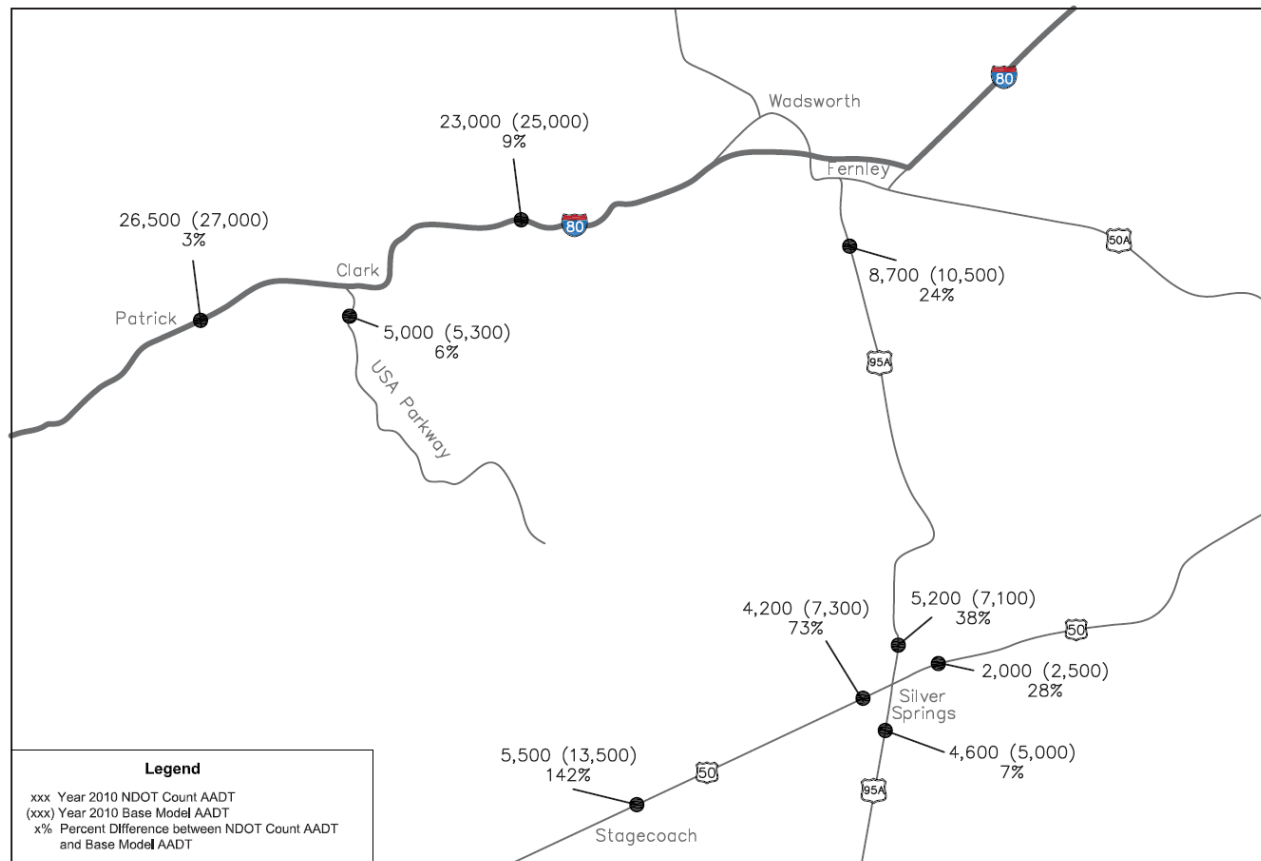 80
Wadsworth
23,000 (25,000)
9%
Fernley
26,500 (27,000)
3%
80
50A
Clark
8,700 (10,500)
24%
Patrick
5,000 (5,300)
6%
95A
USA Parkway
4,200 (7,300)
73%
5,200 (7,100)
38%
50
2,000 (2,500)
28%
Silver
Springs
5,500 (13,500)
142%
4,600 (5,000)
7%
50
95A
Stagecoach
Legend
xxx Year 2010 NDOT Count AADT
(xxx) Year 2010 Base Model AADT
x% Percent Difference between NDOT Count AADT
and Base Model AADT